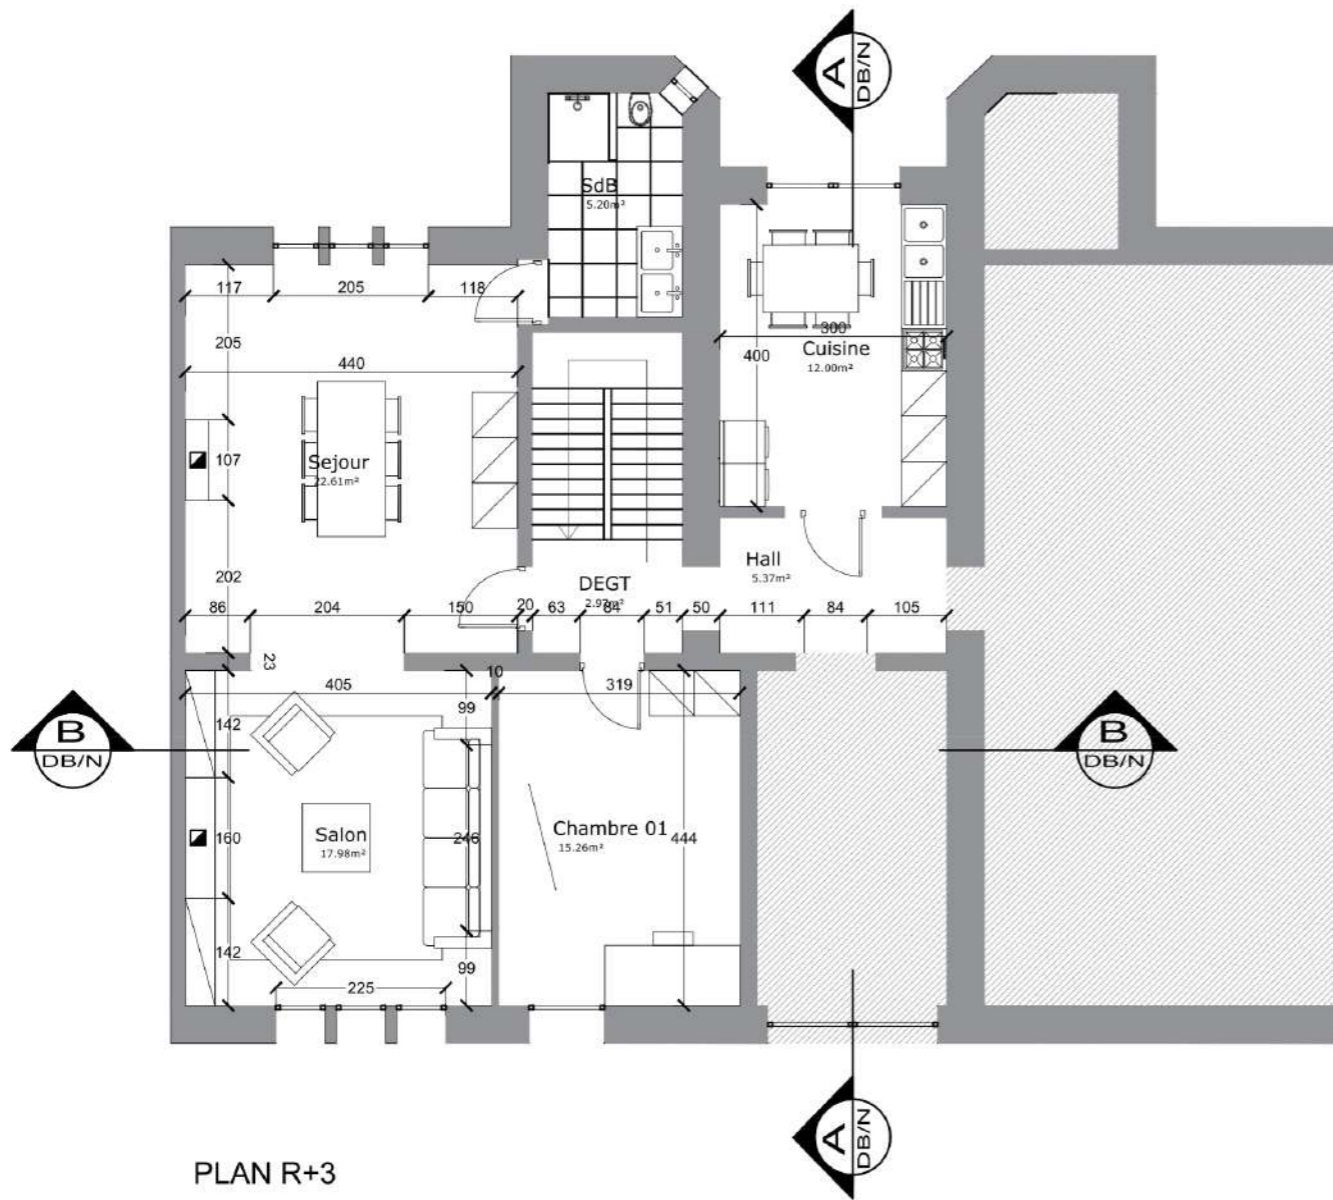 A
DB/N
SdB
5.20m²
117
205
118
205
300
400
Cuisine
12.00m²
440
107
Sejour
22.61m²
Hall
5.37m²
202
DEGT
2.97m²
86
204
150
20
63
84
51
50
111
84
105
23
10
405
319
99
142
B
DB/N
B
DB/N
Salon
17.98m²
160
246
Chambre 01
15.26m²
444
142
99
225
A
DB/N
PLAN R+3